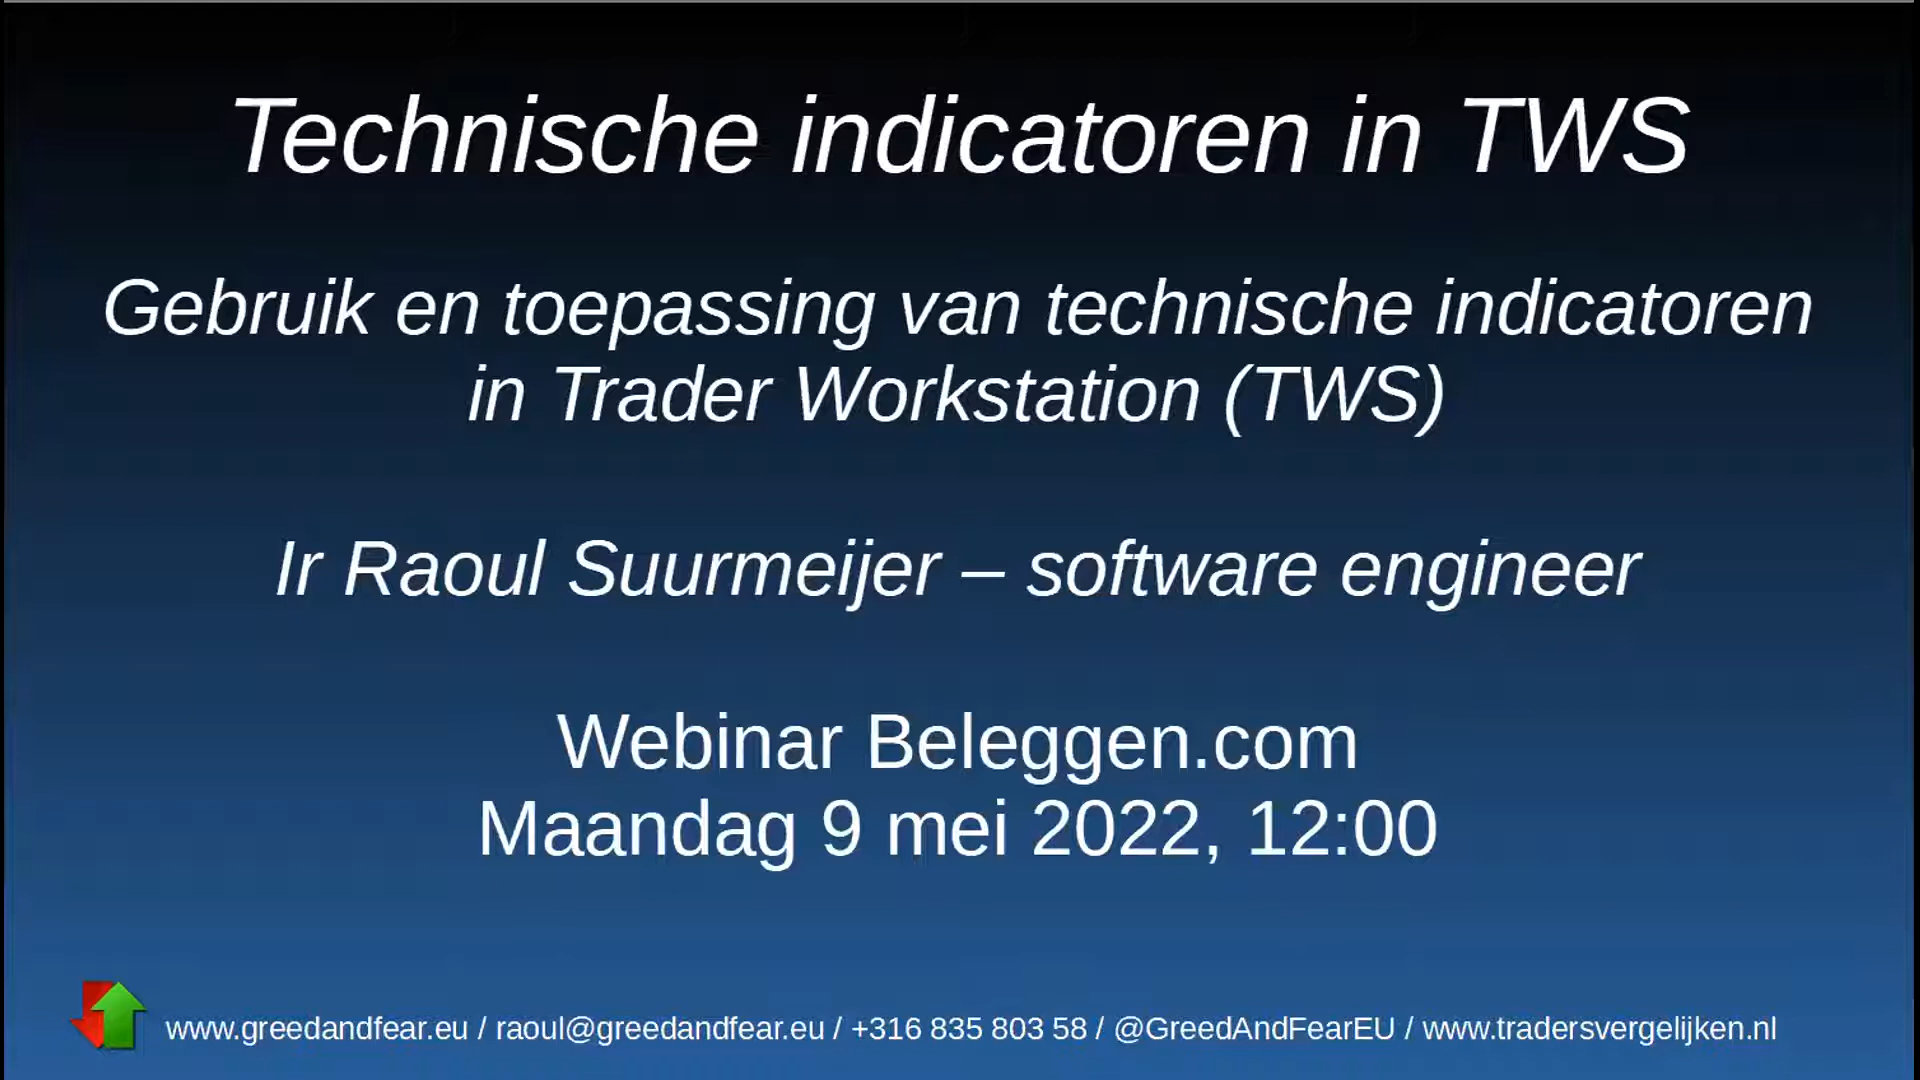 Technische indicatoren in TWS
Gebruik en toepassing van technische indicatoren
in Trader Workstation (TWS)
Ir Raoul Suurmeijer – software engineer
Webinar Beleggen.com
Maandag 9 mei 2022, 12:00
www.greedandfear.eu / raoul@greedandfear.eu / +316 835 803 58 / @GreedAndFearEU / www.tradersvergelijken.nl